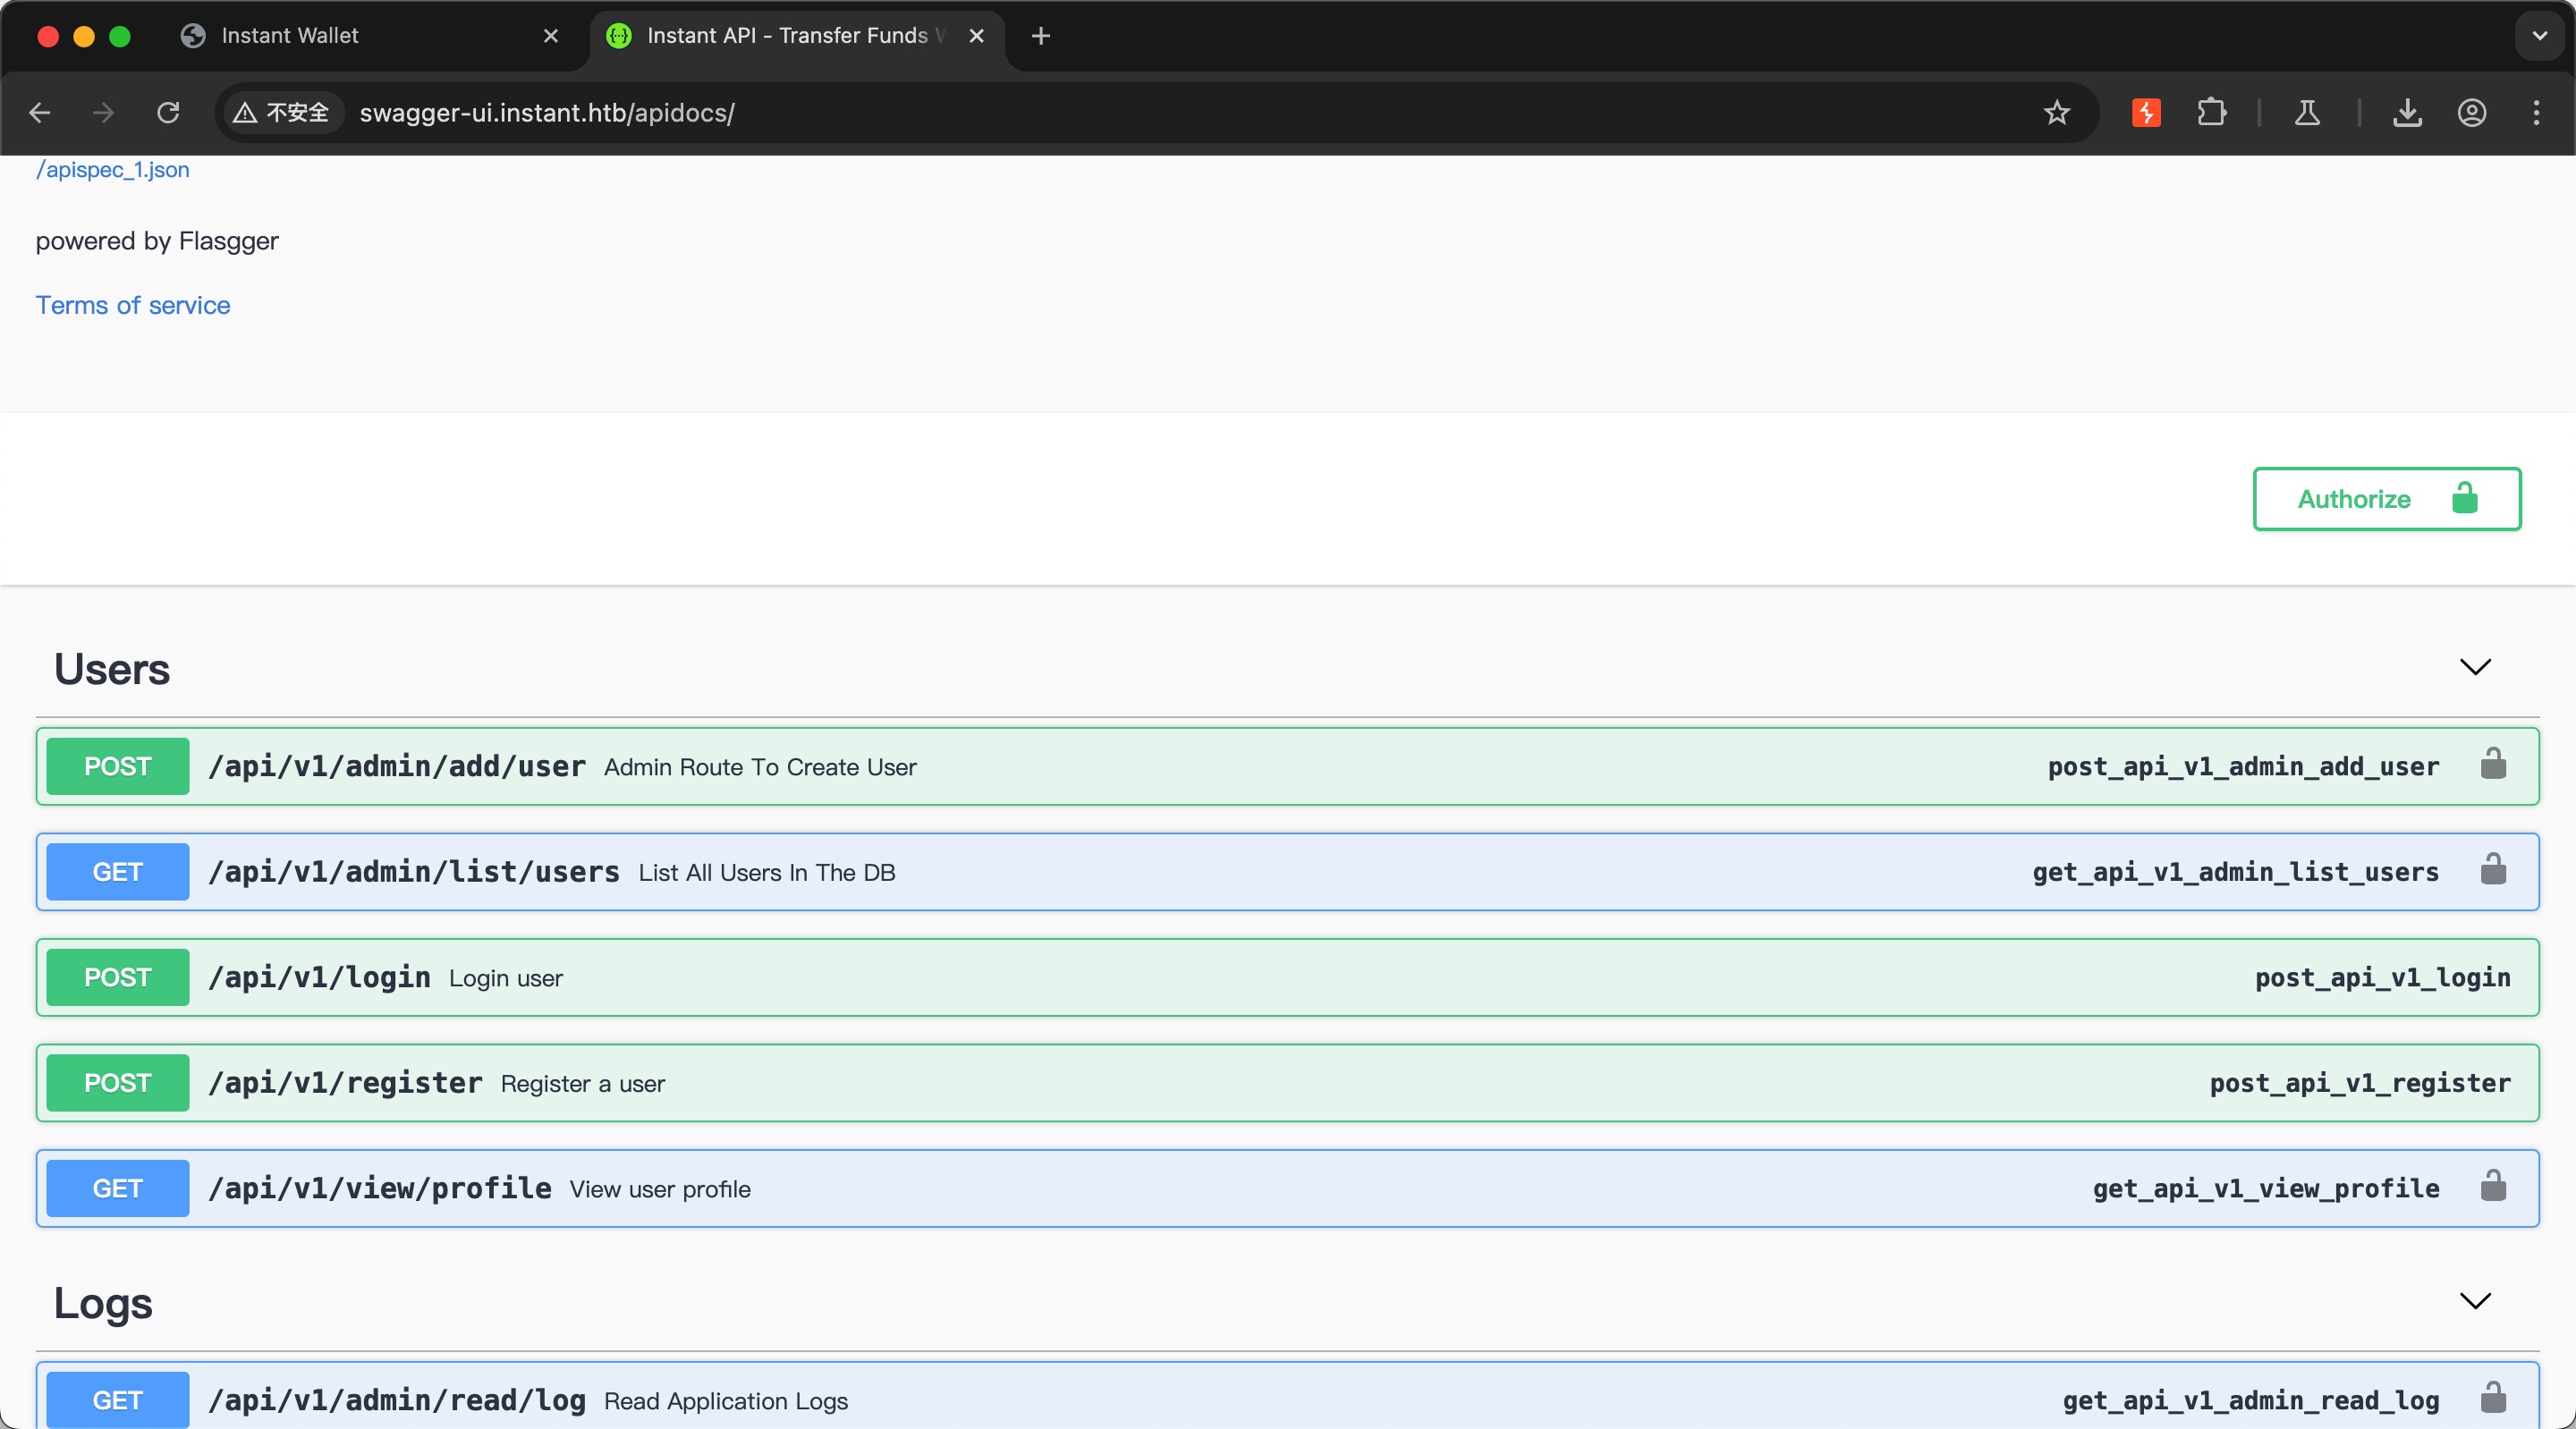 Instant Wallet
Instant API - Transfer Funds
不安全 swagger-ui.instant.htb/apidocs/
/apispec_1.json
powered by Flasgger
Terms of service
Authorize
Users
POST /api/v1/admin/add/user Admin Route To Create User post_api_v1_admin_add_user
GET /api/v1/admin/list/users List All Users In The DB get_api_v1_admin_list_users
POST /api/v1/login Login user post_api_v1_login
POST /api/v1/register Register a user post_api_v1_register
GET /api/v1/view/profile View user profile get_api_v1_view_profile
Logs
GET /api/v1/admin/read/log Read Application Logs get_api_v1_admin_read_log